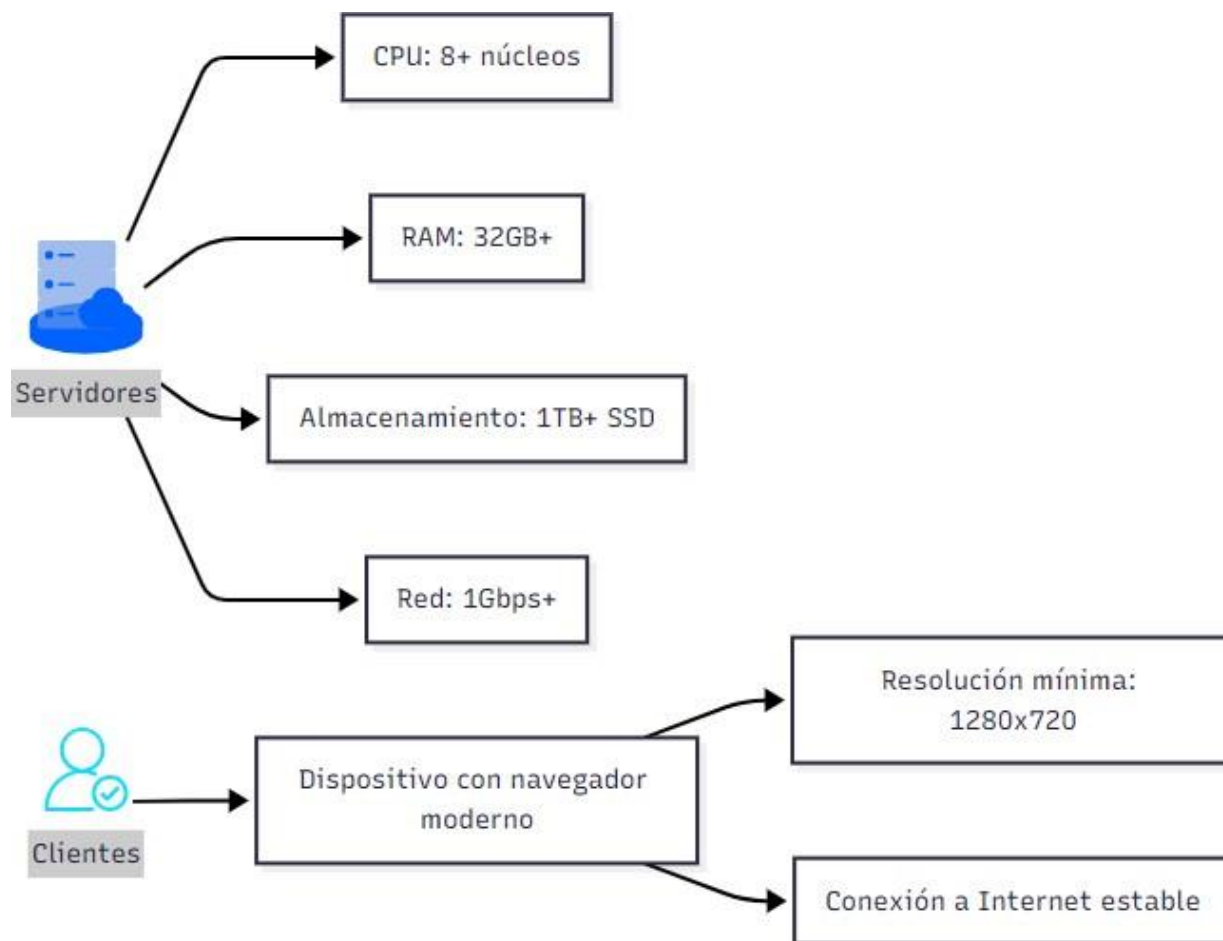 CPU: 8+ núcleos
RAM: 32GB+
Servidores
Almacenamiento: 1TB+ SSD
Red: 1Gbps+
Resolución mínima:
1280x720
Dispositivo con navegador
moderno
Clientes
Conexión a Internet estable